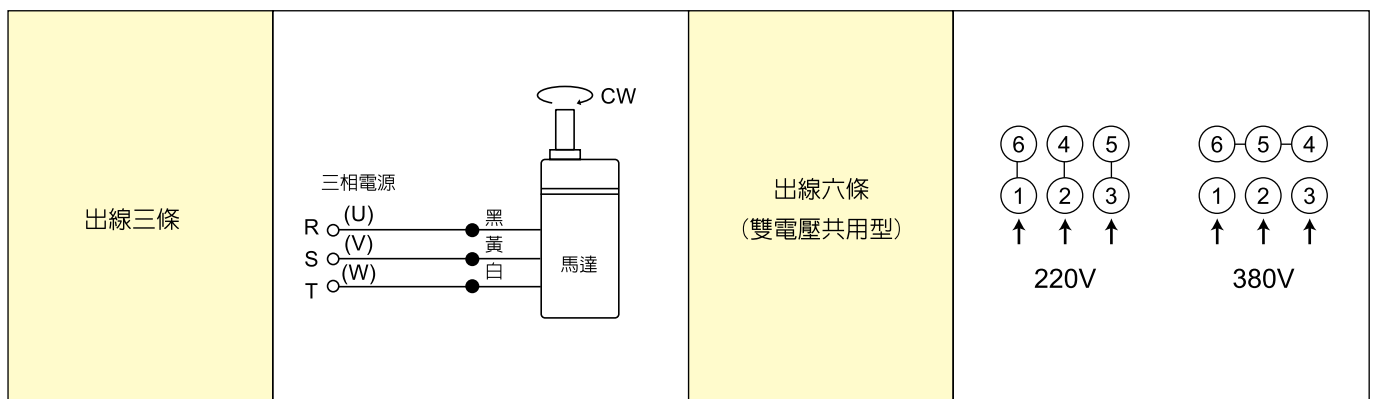 出線三條
CW
三相電源
R (U) 黑
S (V) 黃
T (W) 白
馬達
出線六條
(雙電壓共用型)
6 4 5
1 2 3
220V
6 5 4
1 2 3
380V